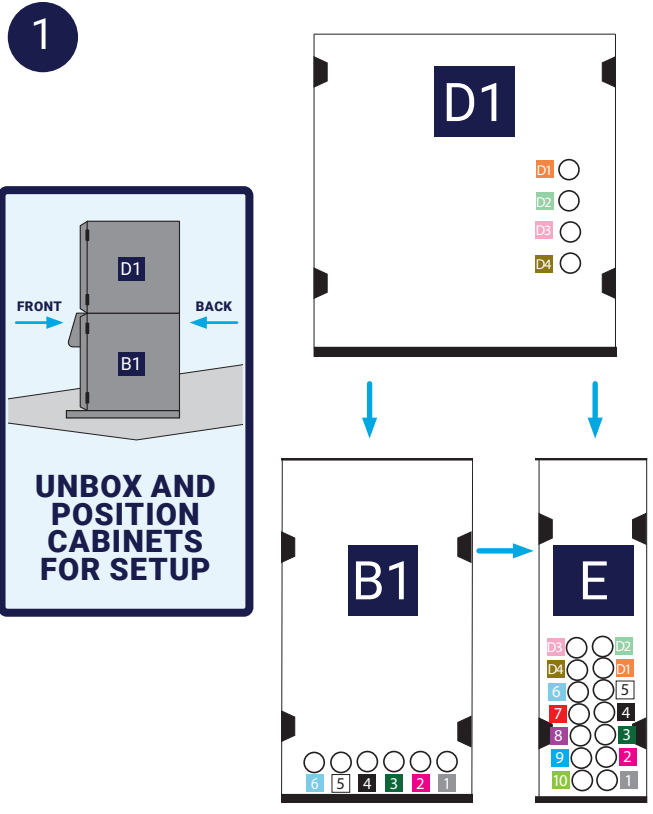 1
D1
D1
D2
D3
D4
D1
FRONT
BACK
B1
UNBOX AND
POSITION
CABINETS
FOR SETUP
B1
6 5 4 3 2 1
E
D3 D2
D4 D1
6 5
7 4
8 3
9 2
10 1